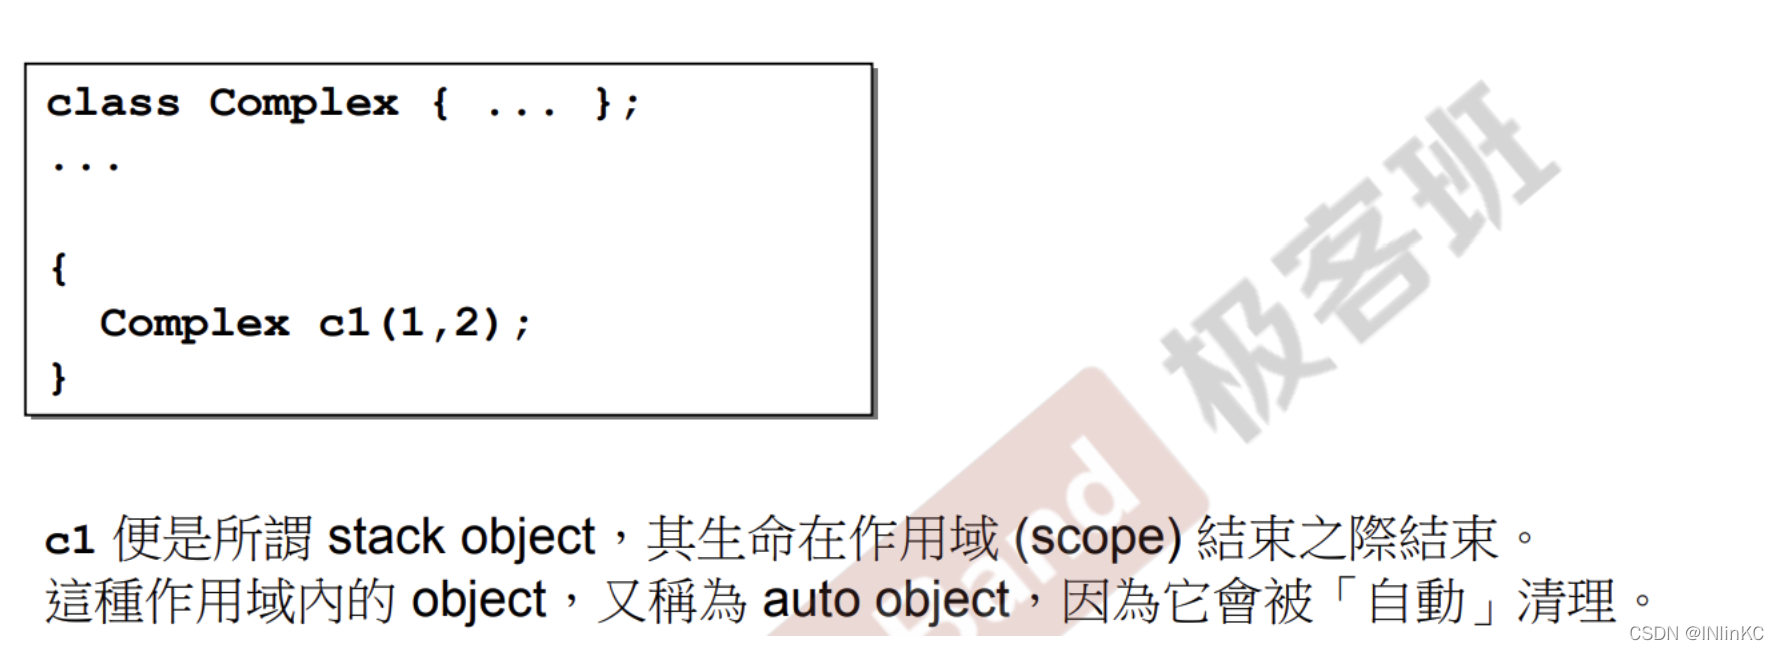 class Complex { ... };
...
{
Complex c1(1,2);
}
c1 便是所謂 stack object，其生命在作用域 (scope) 結束之際結束。
這種作用域內的 object，又稱為 auto object，因為它會被「自動」清理。
band 极客班
CSDN @INlinKC